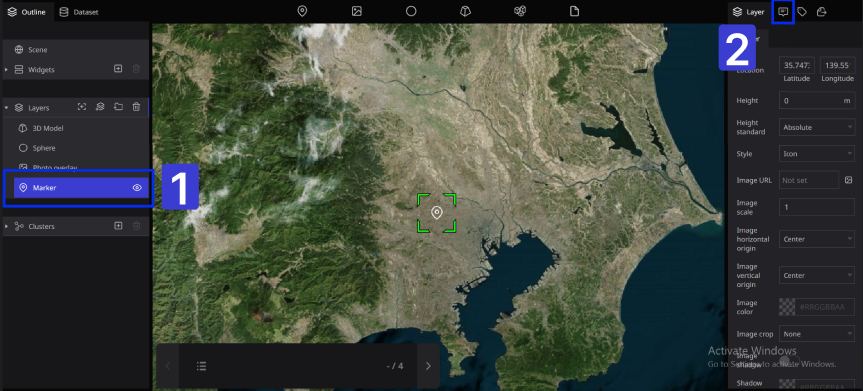 Outline Dataset
Layer
Scene
Widgets
Layers
3D Model
Sphere
Photo overlay
Marker
Clusters
1
2
- / 4
Location
35.747 139.55
Latitude Longitude
Height 0 m
Height standard Absolute
Style Icon
Image URL Not set
Image scale 1
Image horizontal origin Center
Image vertical origin Center
Image color #RRGGBBAA
Image crop None
Image shadow
Shadow
Activate Windows
Go to Settings to activate Windows.